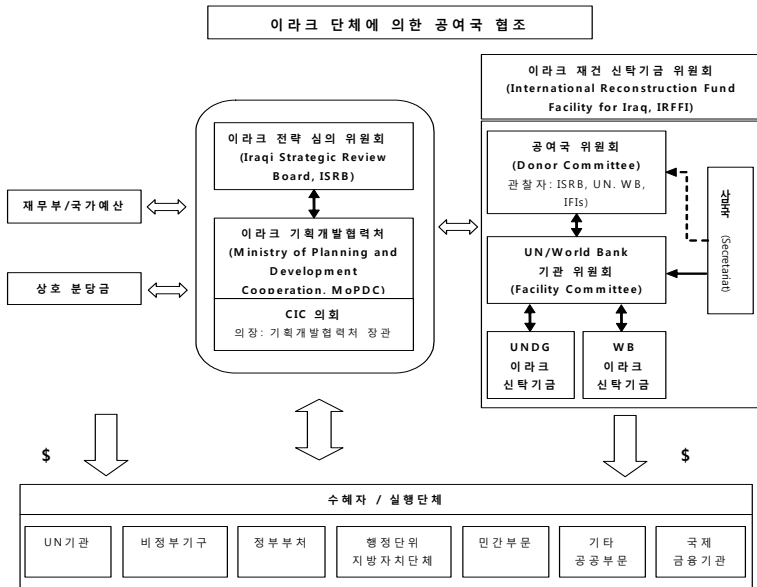 이라크 단체에 의한 공여국 협조
이라크 재건 신탁기금 위원회
(International Reconstruction Fund
Facility for Iraq, IRFFI)
이라크 전략 심의 위원회
(Iraqi Strategic Review
Board, ISRB)
이라크 기획개발협력처
(Ministry of Planning and
Development
Cooperation, MoPDC)
CIC 의회
의장: 기획개발협력처 장관
재무부/국가예산
상호 분담금
공여국 위원회
(Donor Committee)
관찰자: ISRB, UN. WB,
IFIs)
UN/World Bank
기관 위원회
(Facility Committee)
사무국
(Secretariat)
UNDG
이라크
신탁기금
WB
이라크
신탁기금
$
$
수혜자 / 실행단체
UN기관
비정부기구
정부부처
행정단위
지방자치단체
민간부문
기타
공공부문
국제
금융기관